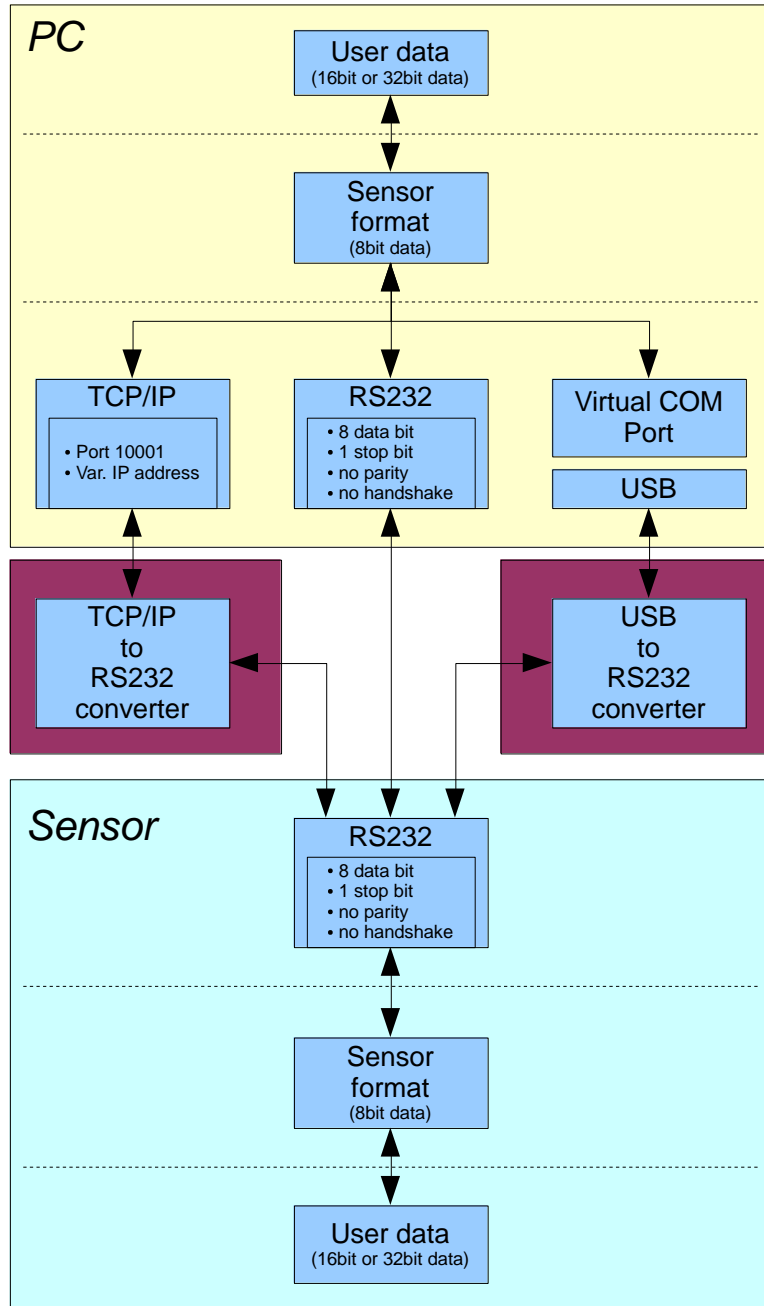 PC
User data
(16bit or 32bit data)
Sensor
format
(8bit data)
TCP/IP
• Port 10001
• Var. IP address
RS232
• 8 data bit
• 1 stop bit
• no parity
• no handshake
Virtual COM
Port
USB
TCP/IP
to
RS232
converter
USB
to
RS232
converter
Sensor
RS232
• 8 data bit
• 1 stop bit
• no parity
• no handshake
Sensor
format
(8bit data)
User data
(16bit or 32bit data)